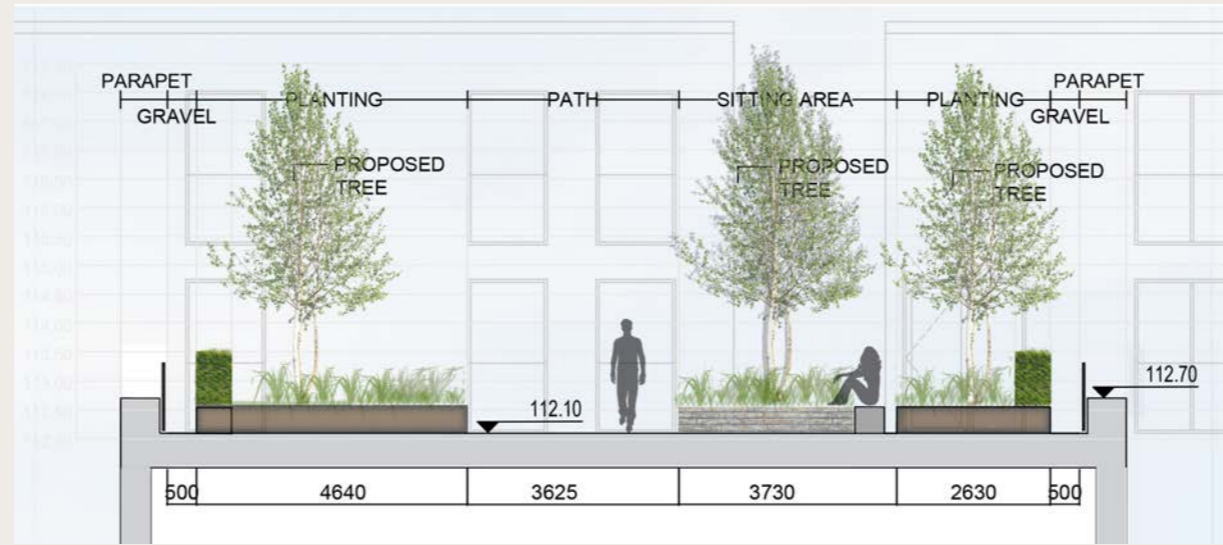 PARAPET
GRAVEL
PLANTING
PATH
SITTING AREA
PLANTING
PARAPET
GRAVEL
PROPOSED
TREE
PROPOSED
TREE
PROPOSED
TREE
112.70
112.10
500
4640
3625
3730
2630
500